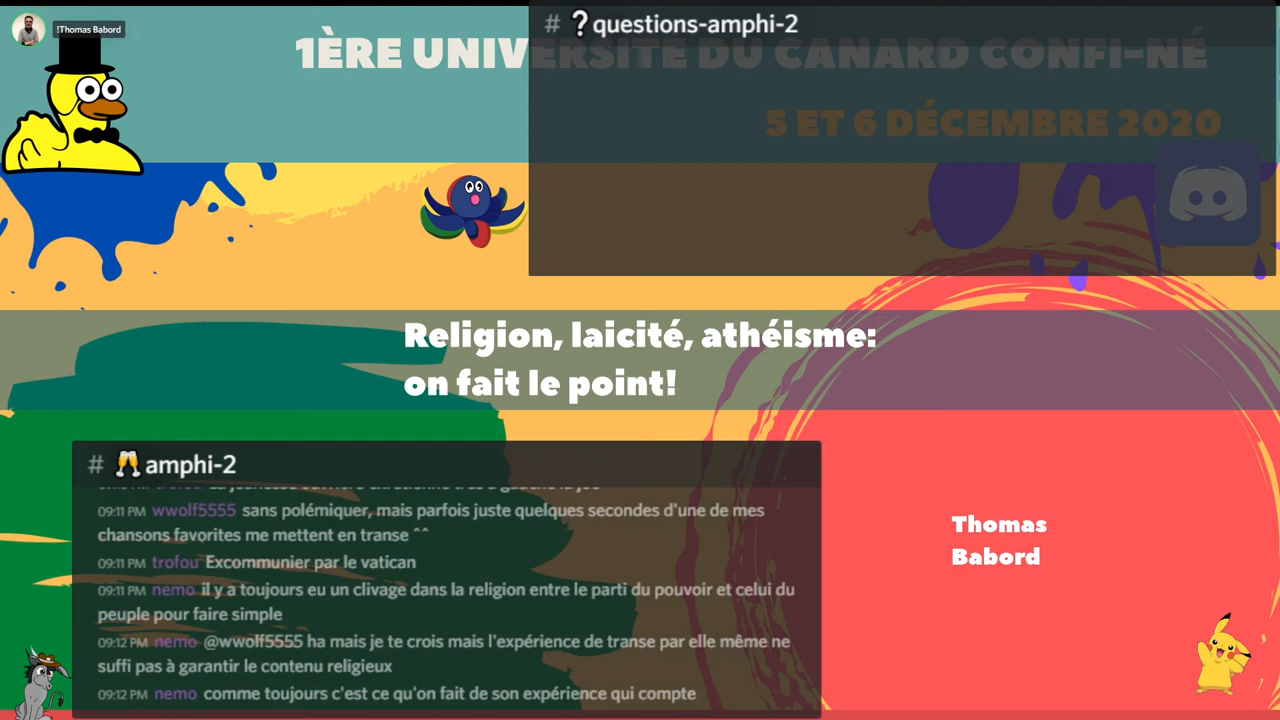 !Thomas Babord
# ?questions-amphi-2
1ÈRE UNIVERSITÉ DU CANARD CONFI-NÉ
5 ET 6 DÉCEMBRE 2020
Religion, laicité, athéisme:
on fait le point!
# amphi-2
09:11 PM wwolf5555 sans polémiquer, mais parfois juste quelques secondes d'une de mes
chansons favorites me mettent en transe ^^
09:11 PM trofou Excommunier par le vatican
09:11 PM nemo il y a toujours eu un clivage dans la religion entre le parti du pouvoir et celui du
peuple pour faire simple
09:12 PM nemo @wwolf5555 ha mais je te crois mais l'expérience de transe par elle même ne
suffi pas à garantir le contenu religieux
09:12 PM nemo comme toujours c'est ce qu'on fait de son expérience qui compte
Thomas
Babord